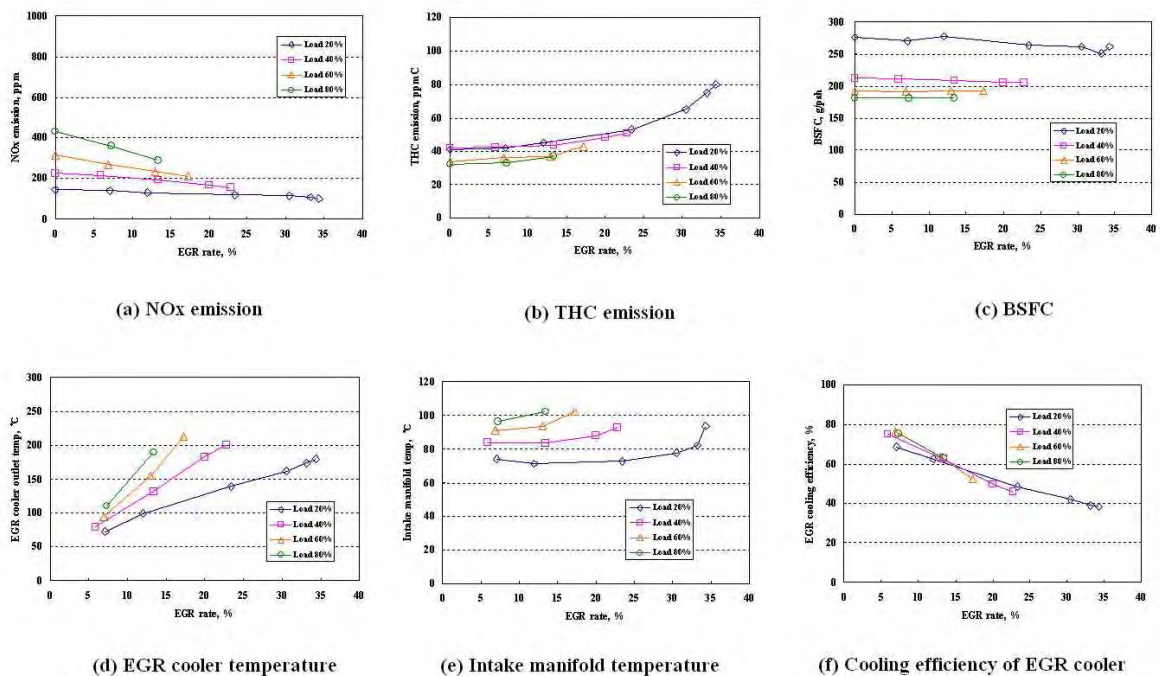 1000
800
600
400
200
0
NOx emission, ppm
Load 20%
Load 40%
Load 60%
Load 80%
0 5 10 15 20 25 30 35 40
EGR rate, %
(a) NOx emission
120
100
80
60
40
20
0
THC emission, ppmC
Load 20%
Load 40%
Load 60%
Load 80%
0 5 10 15 20 25 30 35 40
EGR rate, %
(b) THC emission
300
250
200
150
100
50
0
BSFC, g/psh
Load 20%
Load 40%
Load 60%
Load 80%
0 5 10 15 20 25 30 35 40
EGR rate, %
(c) BSFC
300
250
200
150
100
50
0
EGR cooler outlet temp, ℃
Load 20%
Load 40%
Load 60%
Load 80%
0 5 10 15 20 25 30 35 40
EGR rate, %
(d) EGR cooler temperature
120
100
80
60
40
20
0
Intake manifold temp, ℃
Load 20%
Load 40%
Load 60%
Load 80%
0 5 10 15 20 25 30 35 40
EGR rate, %
(e) Intake manifold temperature
100
80
60
40
20
0
EGR cooling efficiency, %
Load 20%
Load 40%
Load 60%
Load 80%
0 5 10 15 20 25 30 35 40
EGR rate, %
(f) Cooling efficiency of EGR cooler